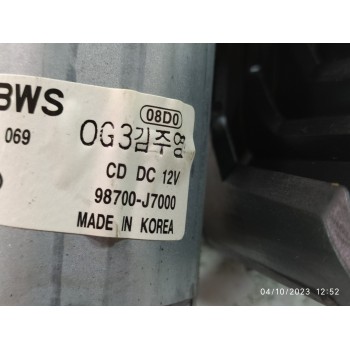 BWS
08D0
069
OG3김주영
CD DC 12V
98700-J7000
MADE IN KOREA
04/10/2023 12:52